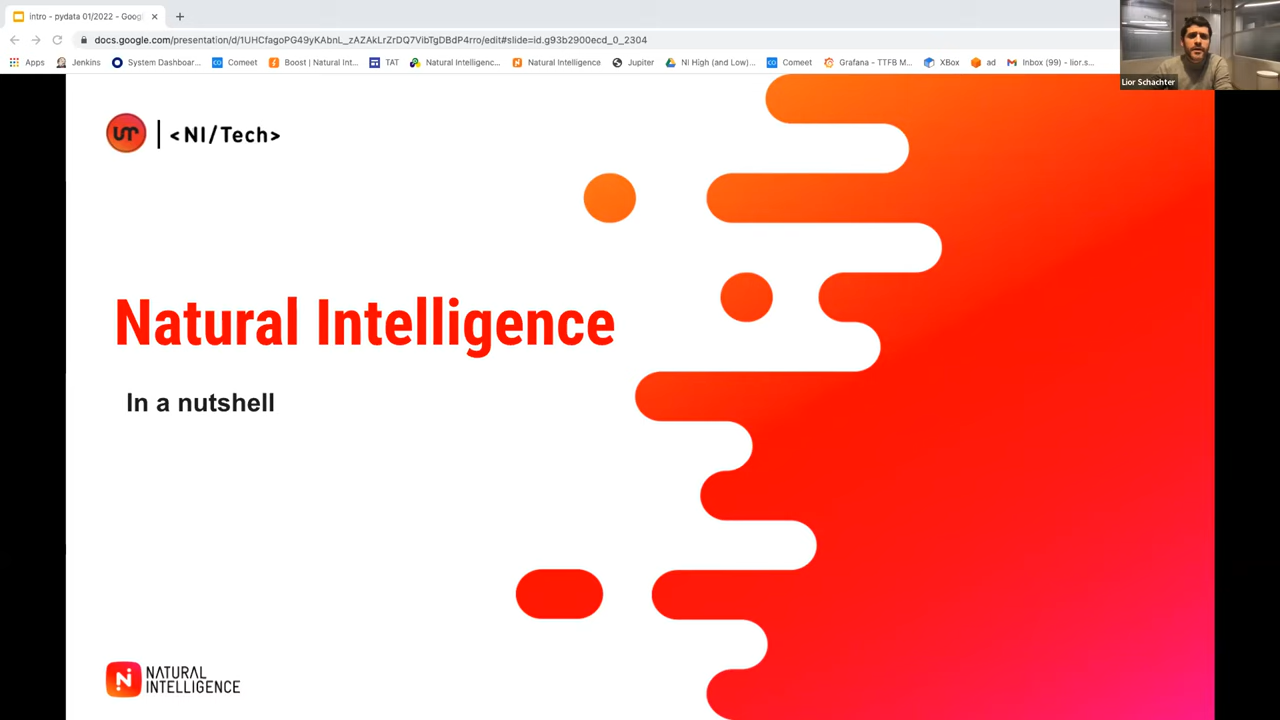 intro - pydata 01/2022 - Goog
docs.google.com/presentation/d/1UHCfagoPG49yKAbnL_zAZAkLrZrDQ7VibTgDBdP4rro/edit#slide=id.g93b2900ecd_0_2304
Apps Jenkins System Dashboar... Comeet Boost | Natural Int... TAT Natural Intelligenc... Natural Intelligence Jupiter NI High (and Low)... Comeet Grafana - TTFB M... XBox ad Inbox (99) - lior.s...
Lior Schachter
<NI/Tech>
Natural Intelligence
In a nutshell
NATURAL
INTELLIGENCE